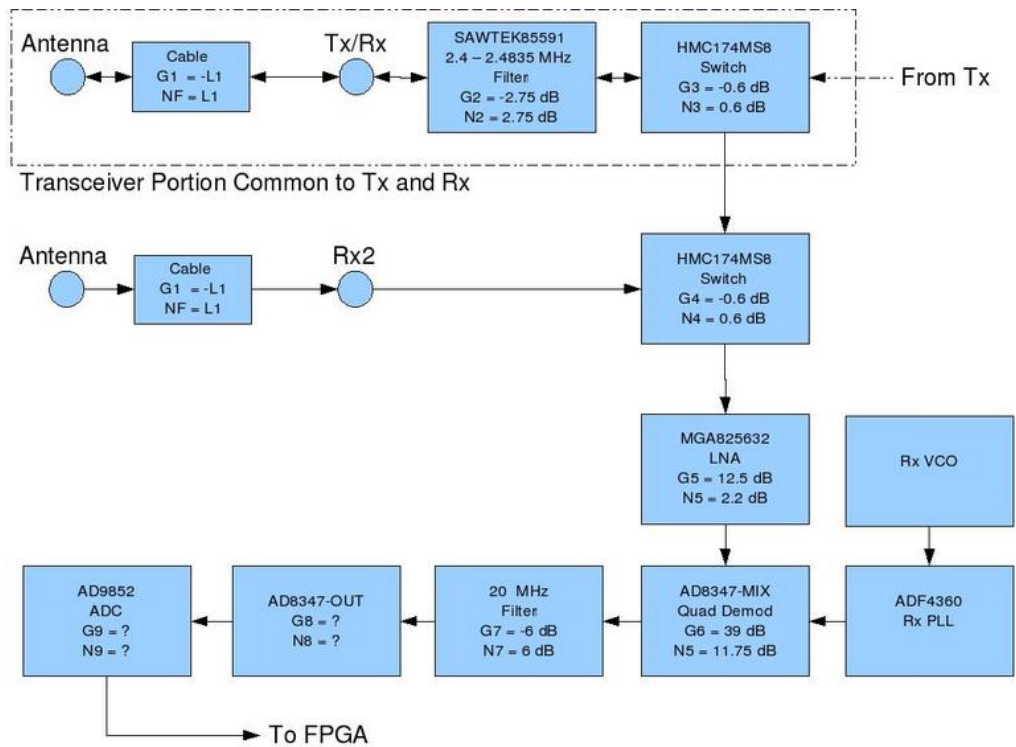 Antenna
Cable
G1 = -L1
NF = L1
Tx/Rx
SAWTEK85591
2.4 – 2.4835 MHz
Filter
G2 = -2.75 dB
N2 = 2.75 dB
HMC174MS8
Switch
G3 = -0.6 dB
N3 = 0.6 dB
From Tx
Transceiver Portion Common to Tx and Rx
Antenna
Cable
G1 = -L1
NF = L1
Rx2
HMC174MS8
Switch
G4 = -0.6 dB
N4 = 0.6 dB
MGA825632
LNA
G5 = 12.5 dB
N5 = 2.2 dB
Rx VCO
AD9852
ADC
G9 = ?
N9 = ?
AD8347-OUT
G8 = ?
N8 = ?
20 MHz
Filter
G7 = -6 dB
N7 = 6 dB
AD8347-MIX
Quad Demod
G6 = 39 dB
N5 = 11.75 dB
ADF4360
Rx PLL
To FPGA